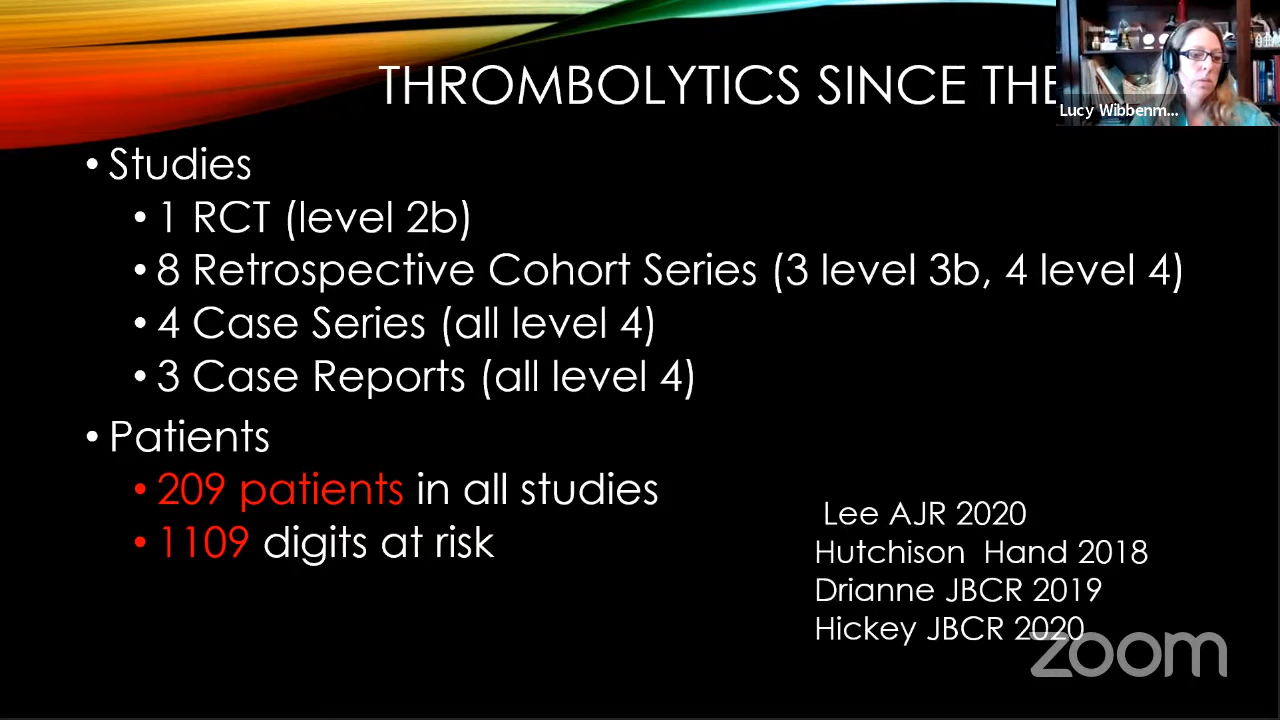 THROMBOLYTICS SINCE THE
Lucy Wibbenm...
• Studies
• 1 RCT (level 2b)
• 8 Retrospective Cohort Series (3 level 3b, 4 level 4)
• 4 Case Series (all level 4)
• 3 Case Reports (all level 4)
• Patients
• 209 patients in all studies
• 1109 digits at risk
Lee AJR 2020
Hutchison Hand 2018
Drianne JBCR 2019
Hickey JBCR 2020
zoom